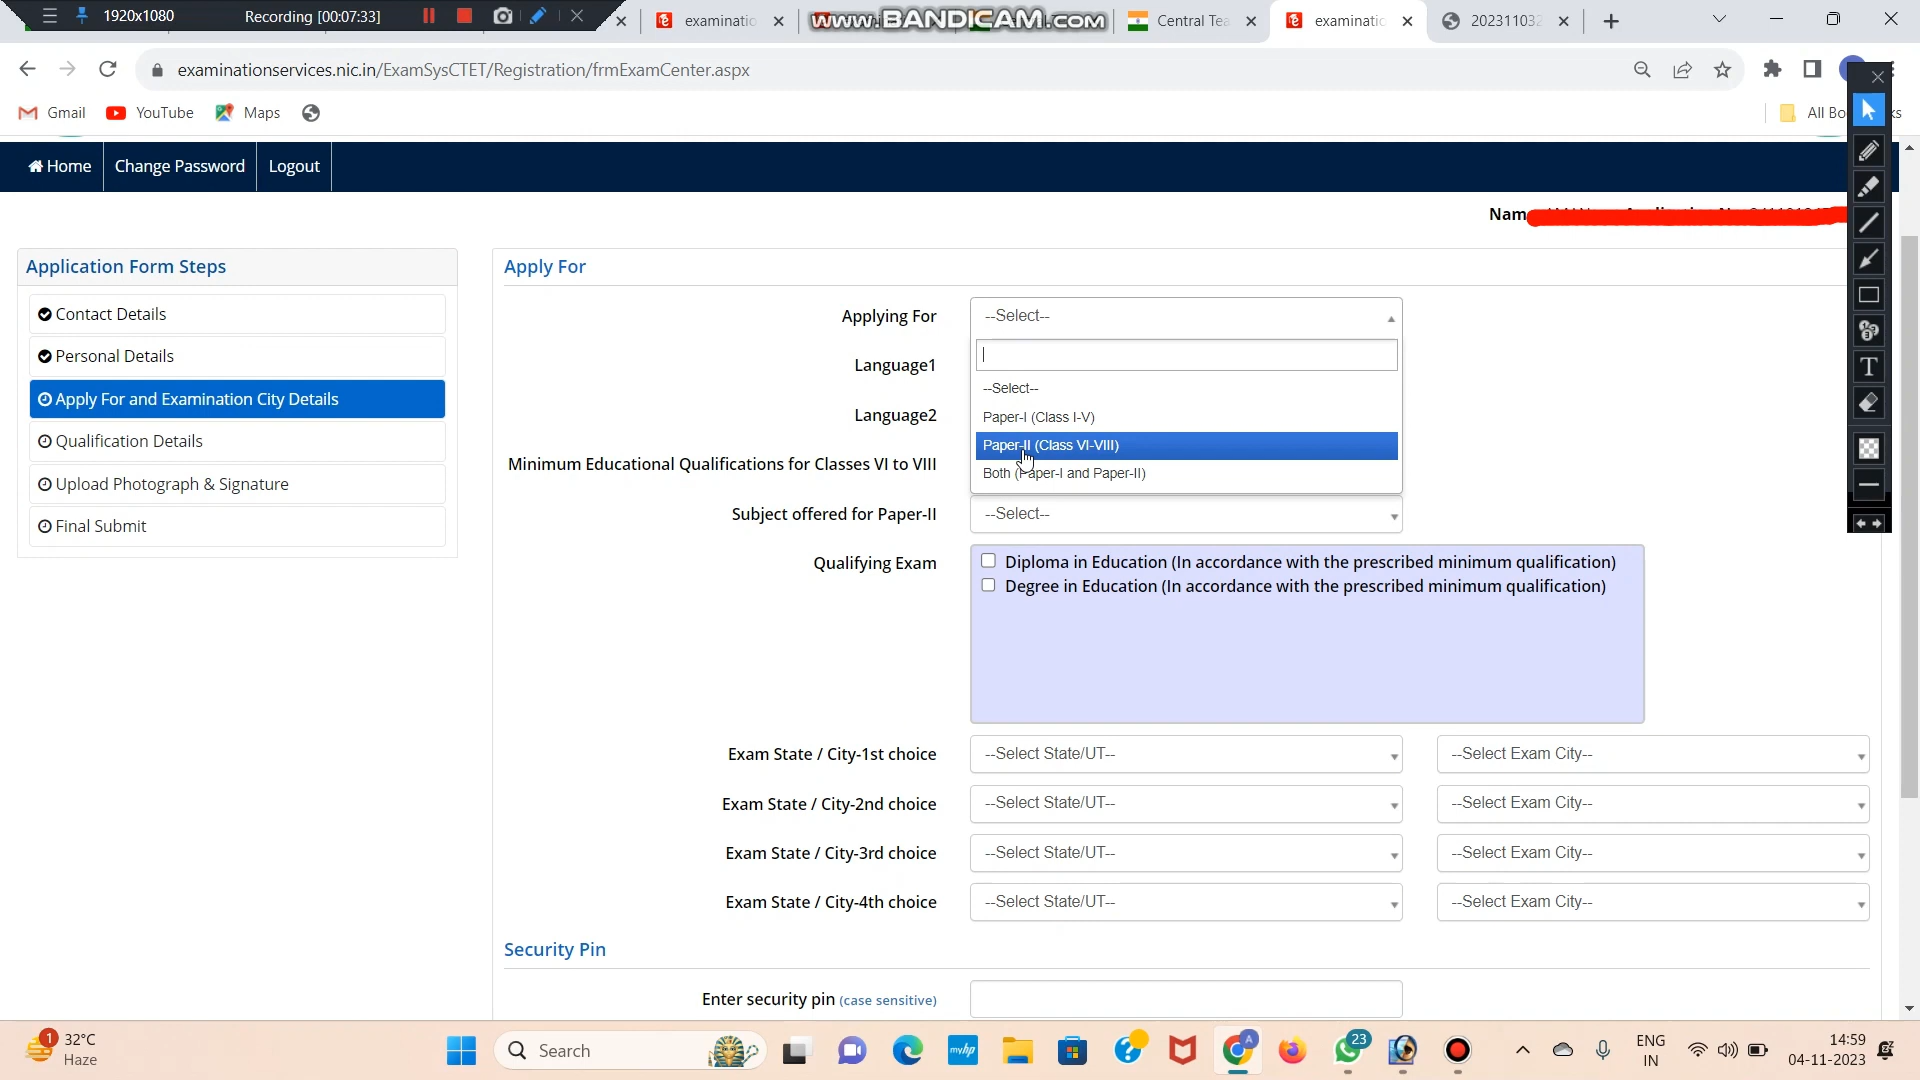 1920x1080
Recording [00:07:33]
examinatio
www.BANDICAM.com
Central Tea
examinatio
202311032
examinationservices.nic.in/ExamSysCTET/Registration/frmExamCenter.aspx
Gmail
YouTube
Maps
All Bo
ks
Home
Change Password
Logout
Nam
Application Form Steps
Contact Details
Personal Details
Apply For and Examination City Details
Qualification Details
Upload Photograph & Signature
Final Submit
Apply For
Applying For
--Select--
--Select--
Paper-I (Class I-V)
Paper-II (Class VI-VIII)
Both (Paper-I and Paper-II)
Language1
Language2
Minimum Educational Qualifications for Classes VI to VIII
Subject offered for Paper-II
--Select--
Qualifying Exam
Diploma in Education (In accordance with the prescribed minimum qualification)
Degree in Education (In accordance with the prescribed minimum qualification)
Exam State / City-1st choice
--Select State/UT--
--Select Exam City--
Exam State / City-2nd choice
--Select State/UT--
--Select Exam City--
Exam State / City-3rd choice
--Select State/UT--
--Select Exam City--
Exam State / City-4th choice
--Select State/UT--
--Select Exam City--
Security Pin
Enter security pin (case sensitive)
1
32°C
Haze
Search
myhp
A
23
ENG
IN
14:59
04-11-2023